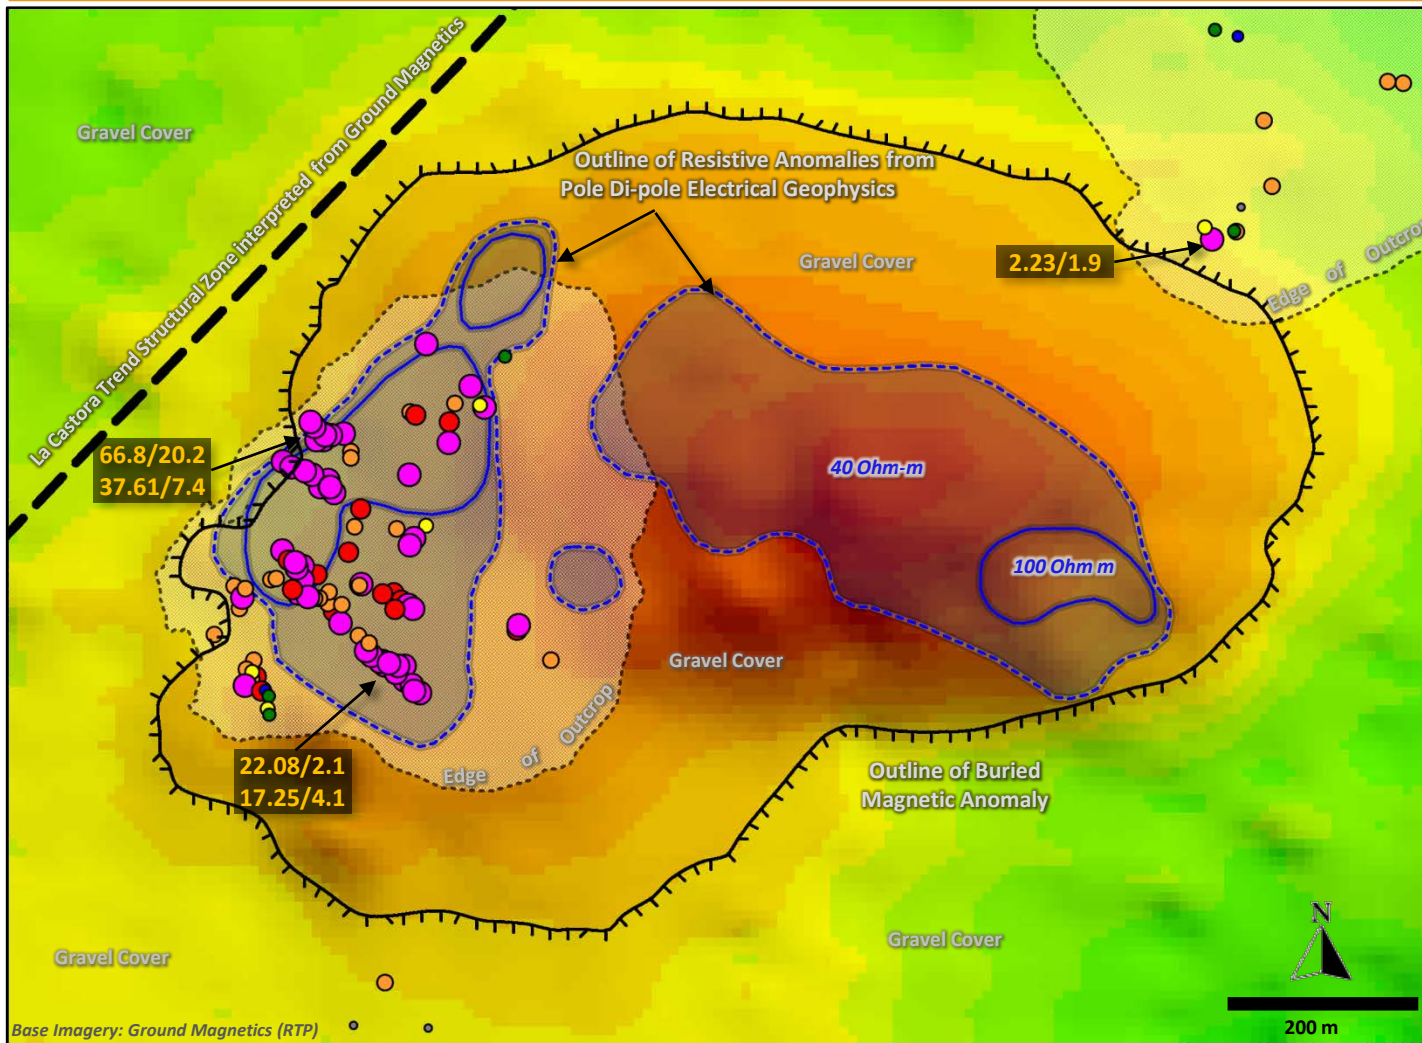 Gravel Cover
La Castora Trend Structural Zone interpreted from Ground Magnetics
Outline of Resistive Anomalies from
Pole Di-pole Electrical Geophysics
Gravel Cover
2.23/1.9
Edge of Outcrop
66.8/20.2
37.61/7.4
40 Ohm-m
100 Ohm m
Gravel Cover
22.08/2.1
17.25/4.1
Edge of Outcrop
Outline of Buried
Magnetic Anomaly
Gravel Cover
Gravel Cover
N
200 m
Base Imagery: Ground Magnetics (RTP)